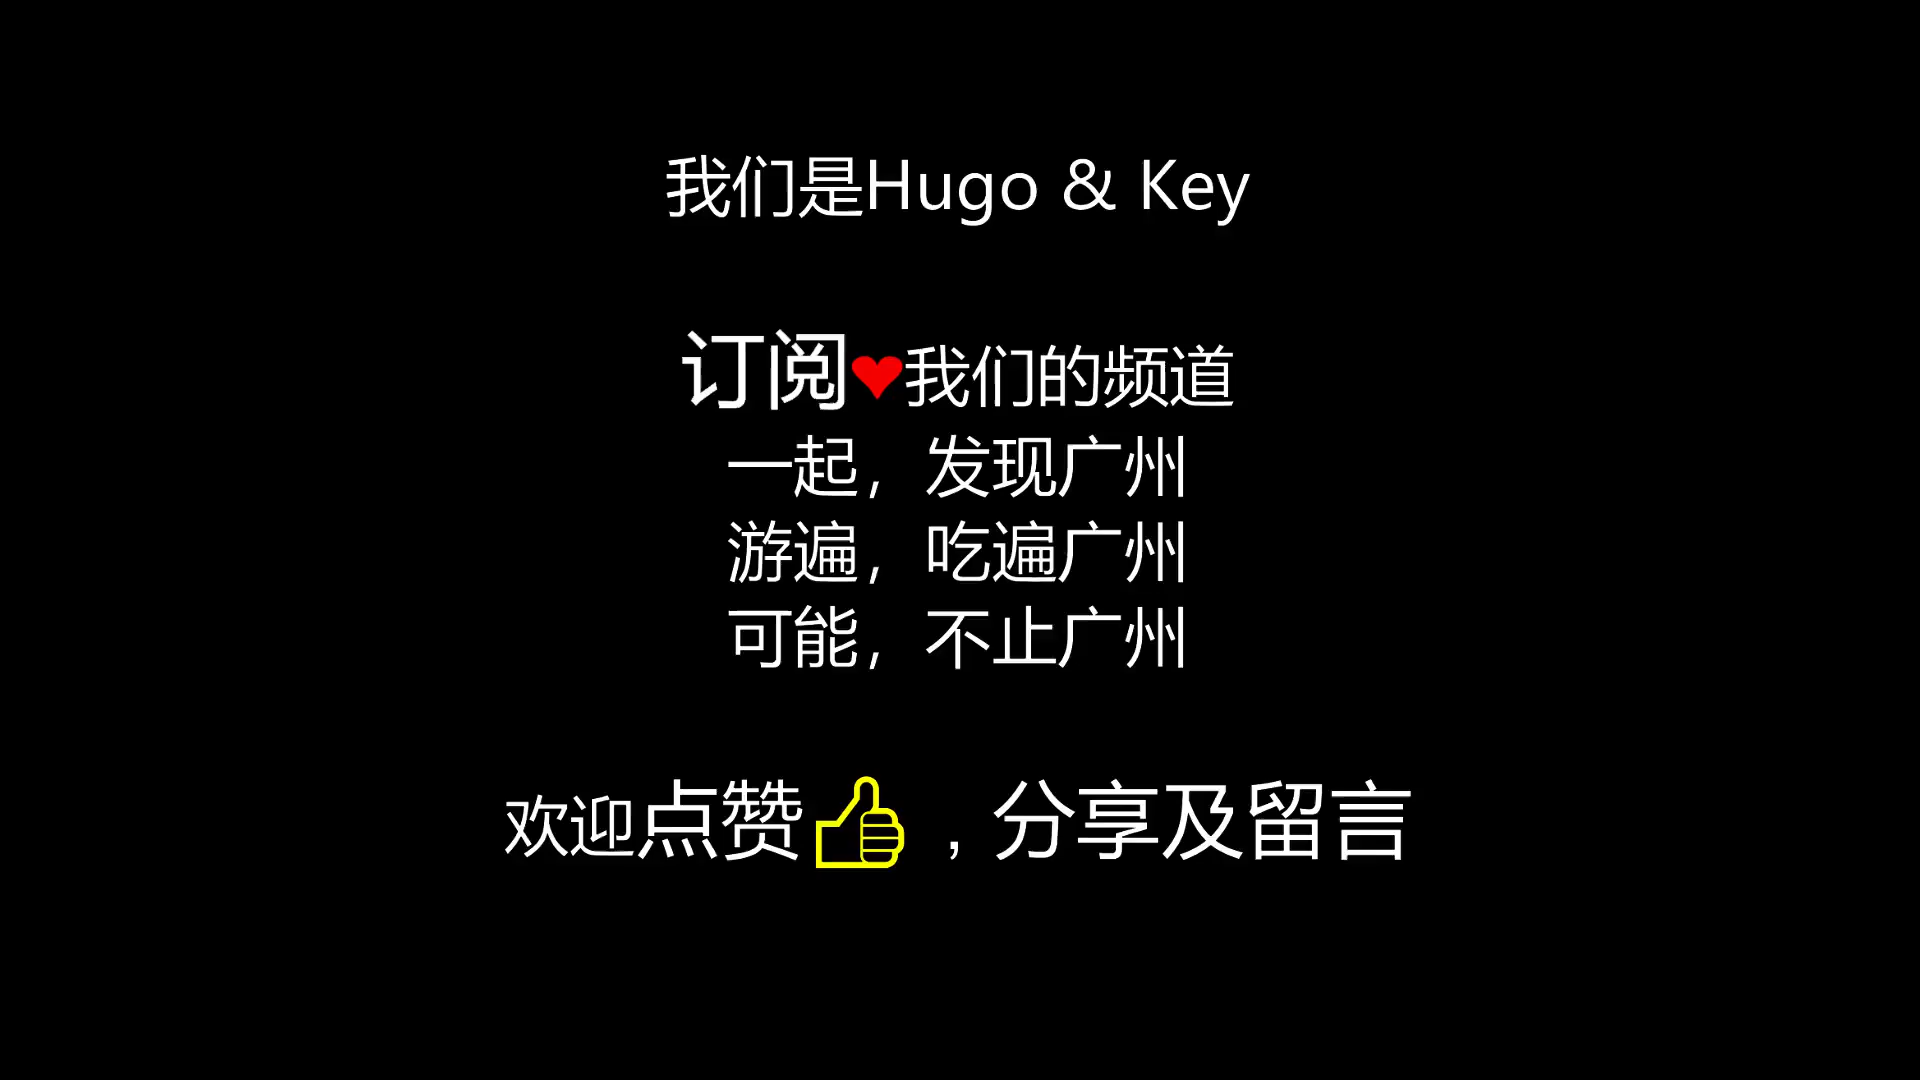 我们是Hugo & Key
订阅❤我们的频道
一起，发现广州
游遍，吃遍广州
可能，不止广州
欢迎点赞👍，分享及留言